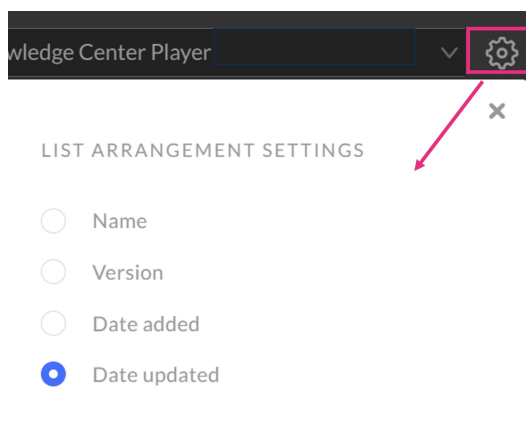 wledge Center Player
LIST ARRANGEMENT SETTINGS
Name
Version
Date added
Date updated